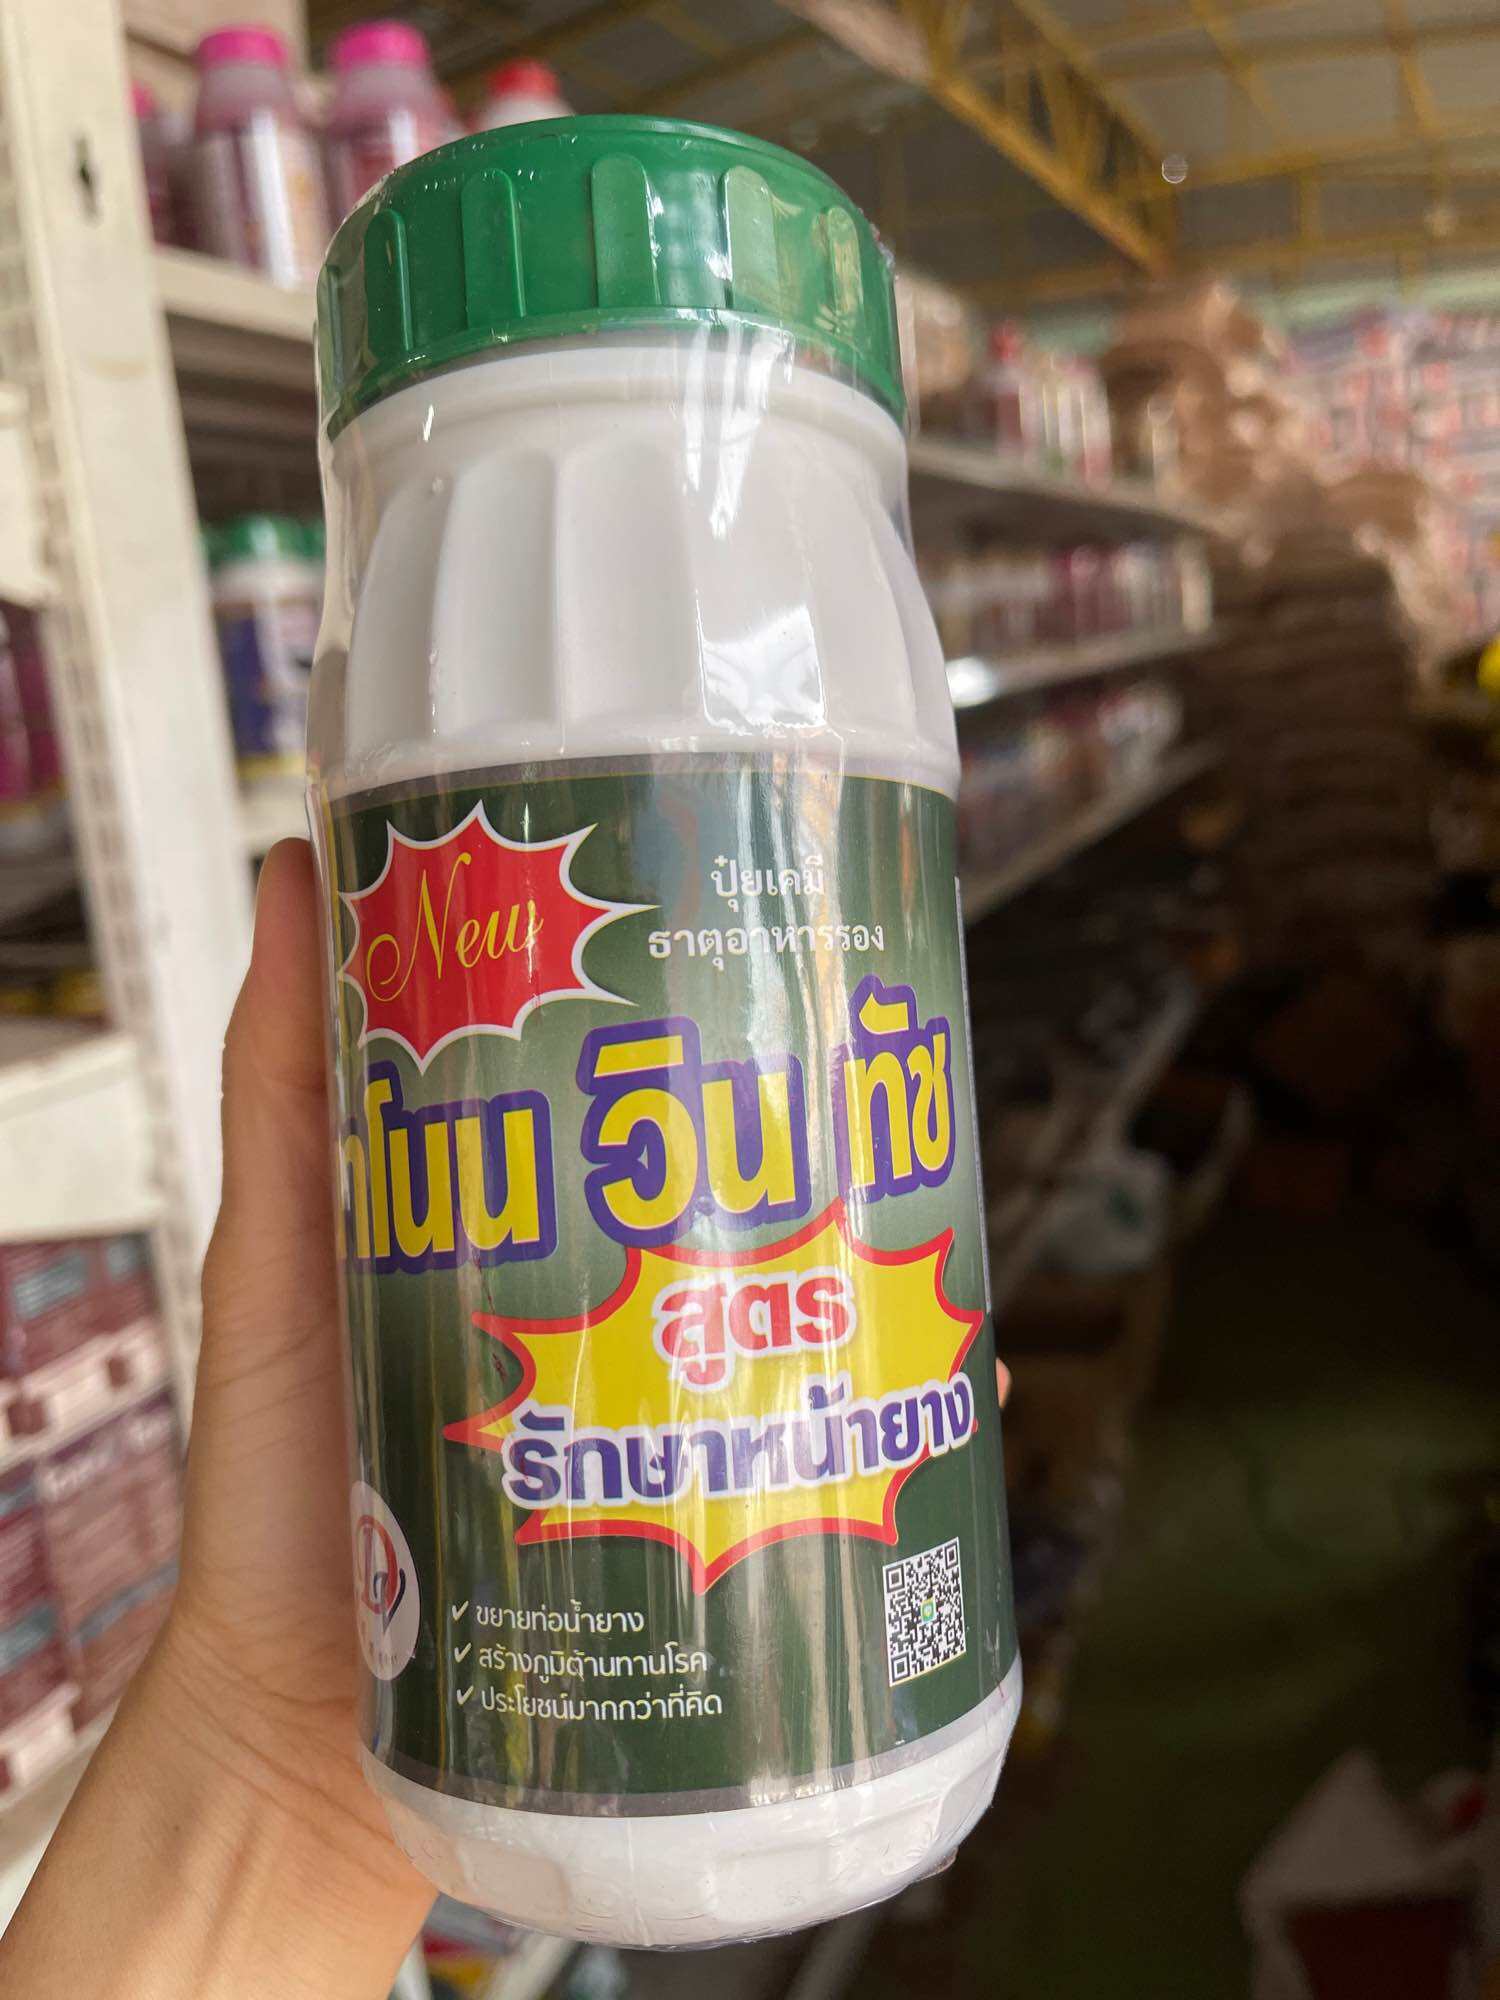 New
ปุ๋ยเคมี
ธาตุอาหารรอง
อิน ทัช
สูตร
รักษาหน้ายาง
✓ ขยายท่อน้ำยาง
✓ สร้างภูมิต้านทานโรค
✓ ประโยชน์มากกว่าที่คิด